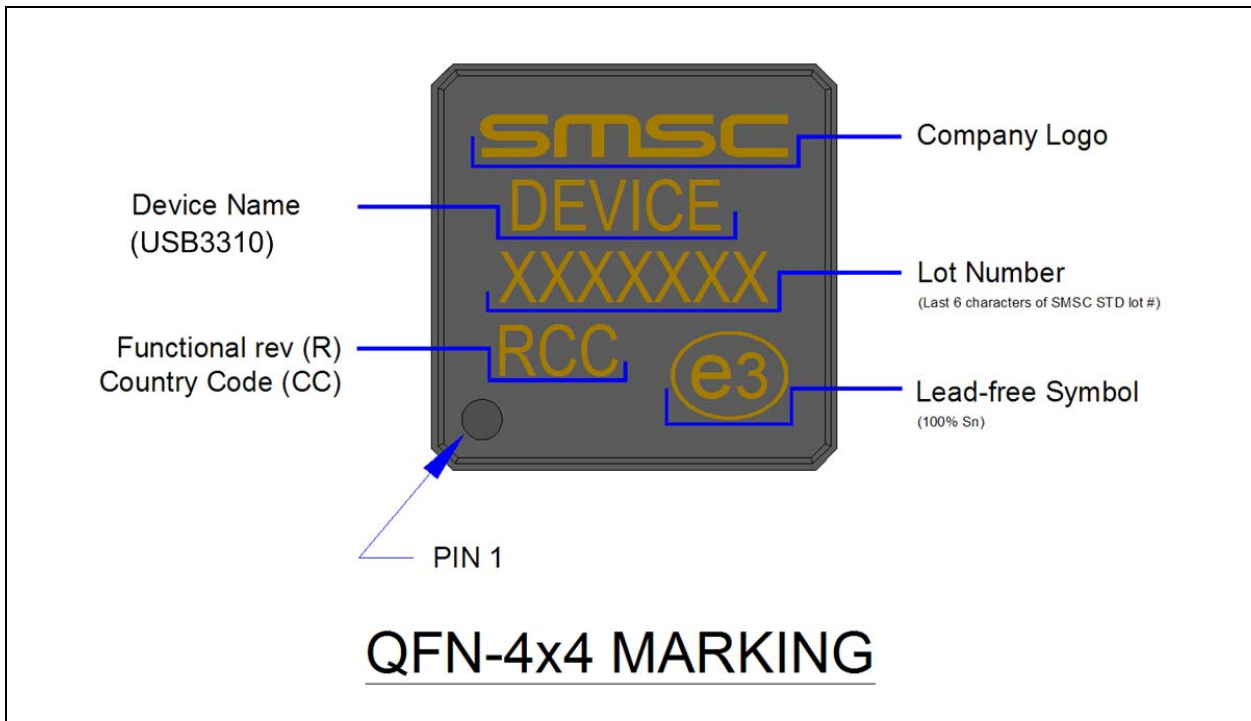 smsc
Company Logo
Device Name
(USB3310)
DEVICE
XXXXXXX
Lot Number
(Last 6 characters of SMSC STD lot #)
Functional rev (R)
Country Code (CC)
RCC
e3
Lead-free Symbol
(100% Sn)
PIN 1
QFN-4x4 MARKING